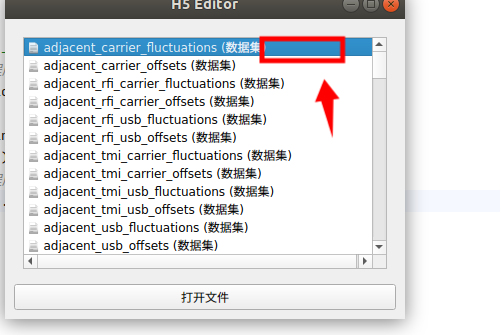 H5 Editor
adjacent_carrier_fluctuations (数据集)
adjacent_carrier_offsets (数据集)
adjacent_rfi_carrier_fluctuations (数据集)
adjacent_rfi_carrier_offsets (数据集)
adjacent_rfi_usb_fluctuations (数据集)
adjacent_rfi_usb_offsets (数据集)
adjacent_tmi_carrier_fluctuations (数据集)
adjacent_tmi_carrier_offsets (数据集)
adjacent_tmi_usb_fluctuations (数据集)
adjacent_tmi_usb_offsets (数据集)
adjacent_usb_fluctuations (数据集)
adjacent_usb_offsets (数据集)
打开文件